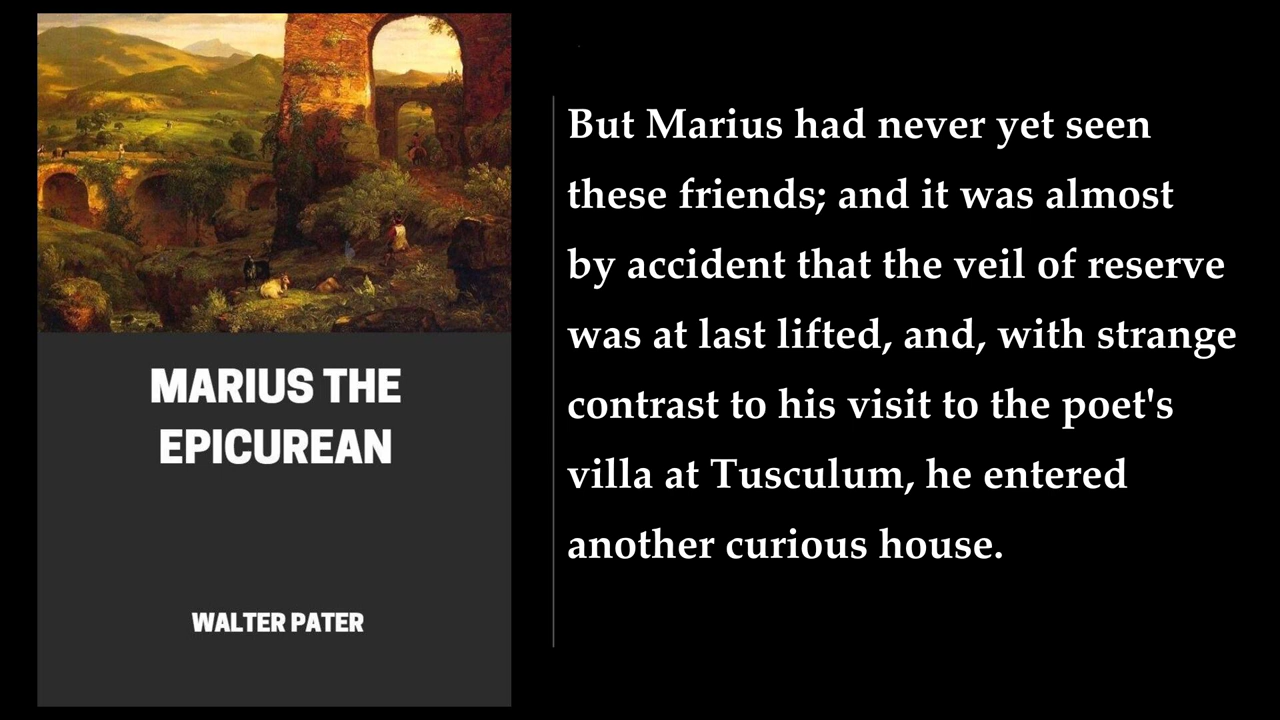 MARIUS THE
EPICUREAN
WALTER PATER
But Marius had never yet seen
these friends; and it was almost
by accident that the veil of reserve
was at last lifted, and, with strange
contrast to his visit to the poet's
villa at Tusculum, he entered
another curious house.